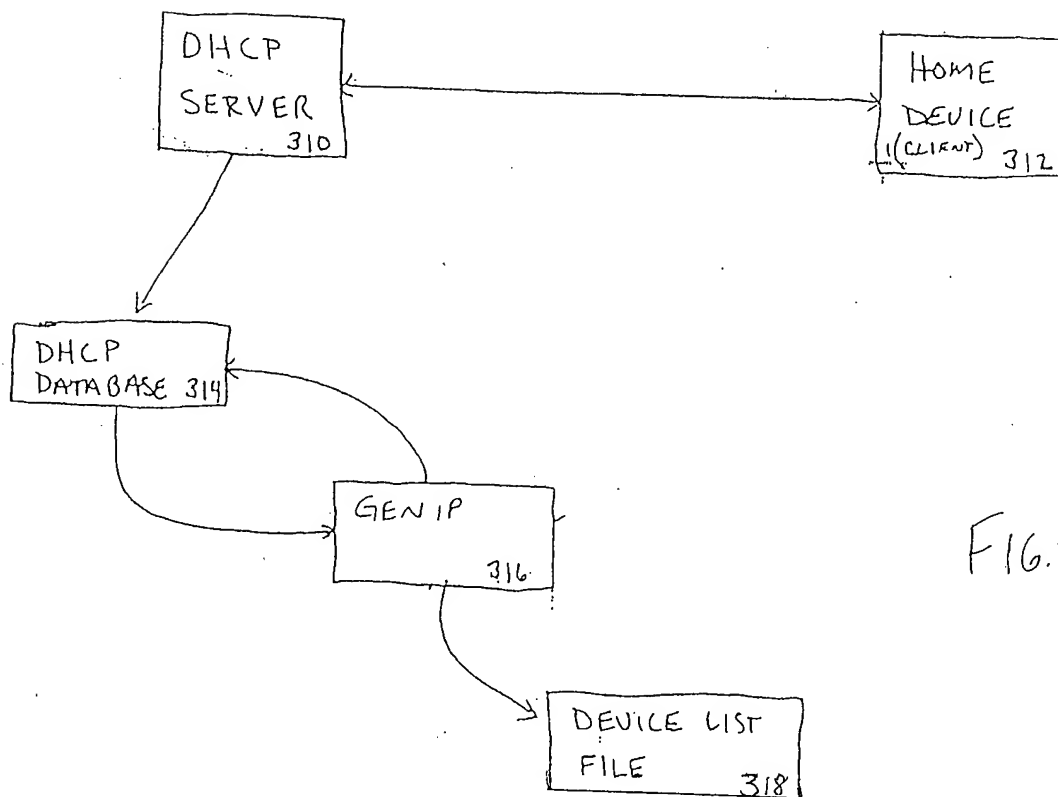 DHCP
SERVER
310
HOME
DEVICE
(CLIENT) 312
DHCP
DATABASE 314
GENIP
316
FIG.
DEVICE LIST
FILE
318